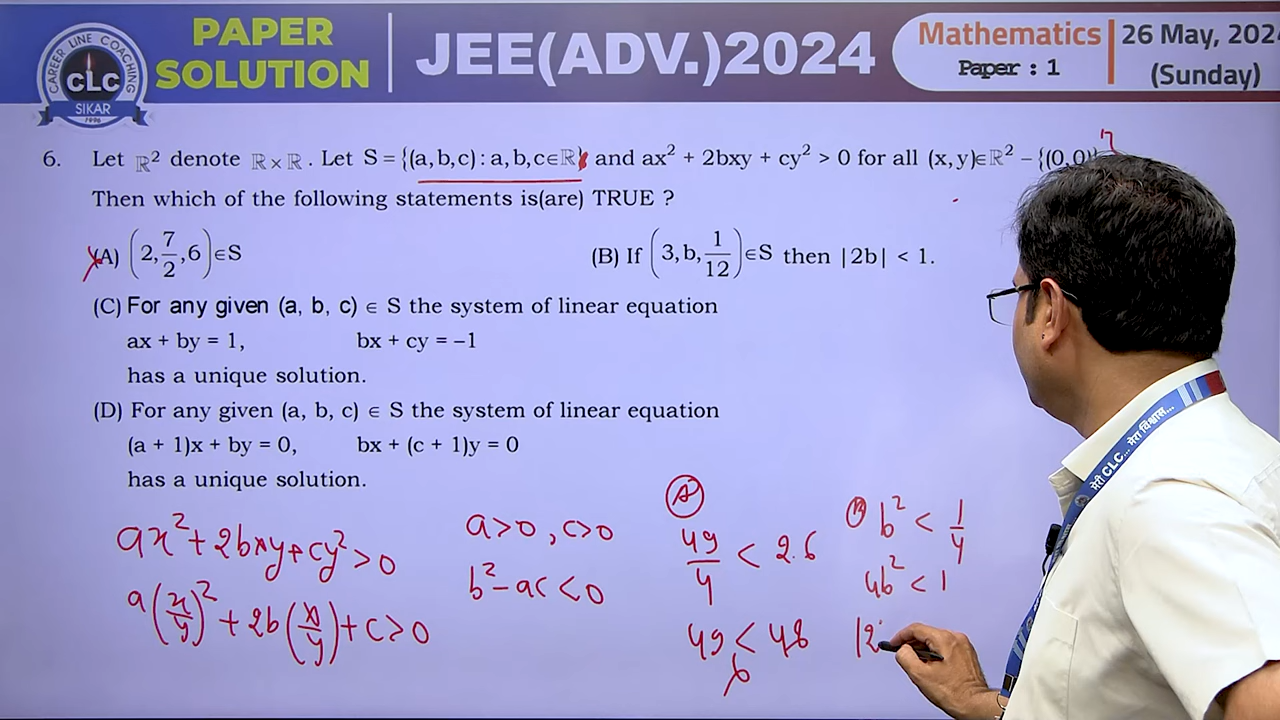 CAREER LINE COACHING
CLC
SIKAR
1996
PAPER
SOLUTION
JEE(ADV.)2024
Mathematics
Paper : 1
26 May, 202
(Sunday)
6. Let ℝ² denote ℝ×ℝ. Let S = {(a,b,c) : a,b,c∈ℝ} and ax² + 2bxy + cy² > 0 for all (x,y)∈ℝ² – {(0,0)}
Then which of the following statements is(are) TRUE ?
(A) (2, 7/2, 6)∈S
(B) If (3, b, 1/12)∈S then |2b| < 1.
(C) For any given (a, b, c) ∈ S the system of linear equation
ax + by = 1, bx + cy = –1
has a unique solution.
(D) For any given (a, b, c) ∈ S the system of linear equation
(a + 1)x + by = 0, bx + (c + 1)y = 0
has a unique solution.
ax² + 2bxy + cy² > 0
a(x/y)² + 2b(x/y) + c > 0
a>0, c>0
b² – ac < 0
A
49/4 < 2.6
49 < 48
B b² < 1/4
4b² < 1
|2
मेरी CLC... मेरा विश्वास...